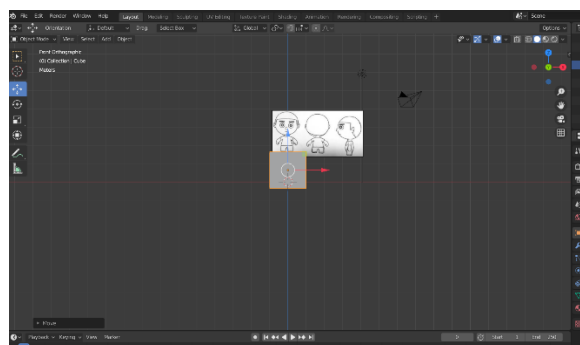 File Edit Render Window Help Layout Modeling Sculpting UV Editing Texture Paint Shading Animation Rendering Compositing Scripting + Scene
Orientation Default Drag Select Box Global Options
Object Mode View Select Add Object
Front Orthographic
(0) Collection | Cube
Meters
Move
Playback Keying View Marker Start End 250